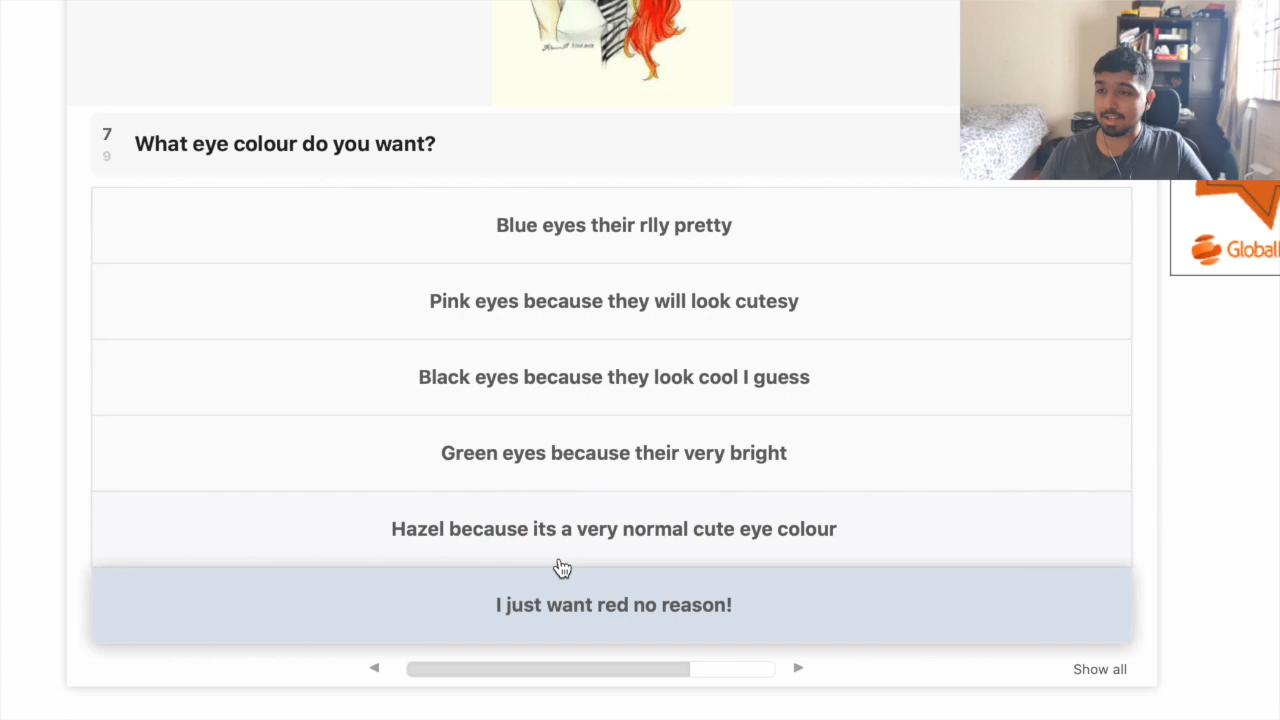 7
9
What eye colour do you want?
Blue eyes their rlly pretty
Pink eyes because they will look cutesy
Black eyes because they look cool I guess
Green eyes because their very bright
Hazel because its a very normal cute eye colour
I just want red no reason!
Show all